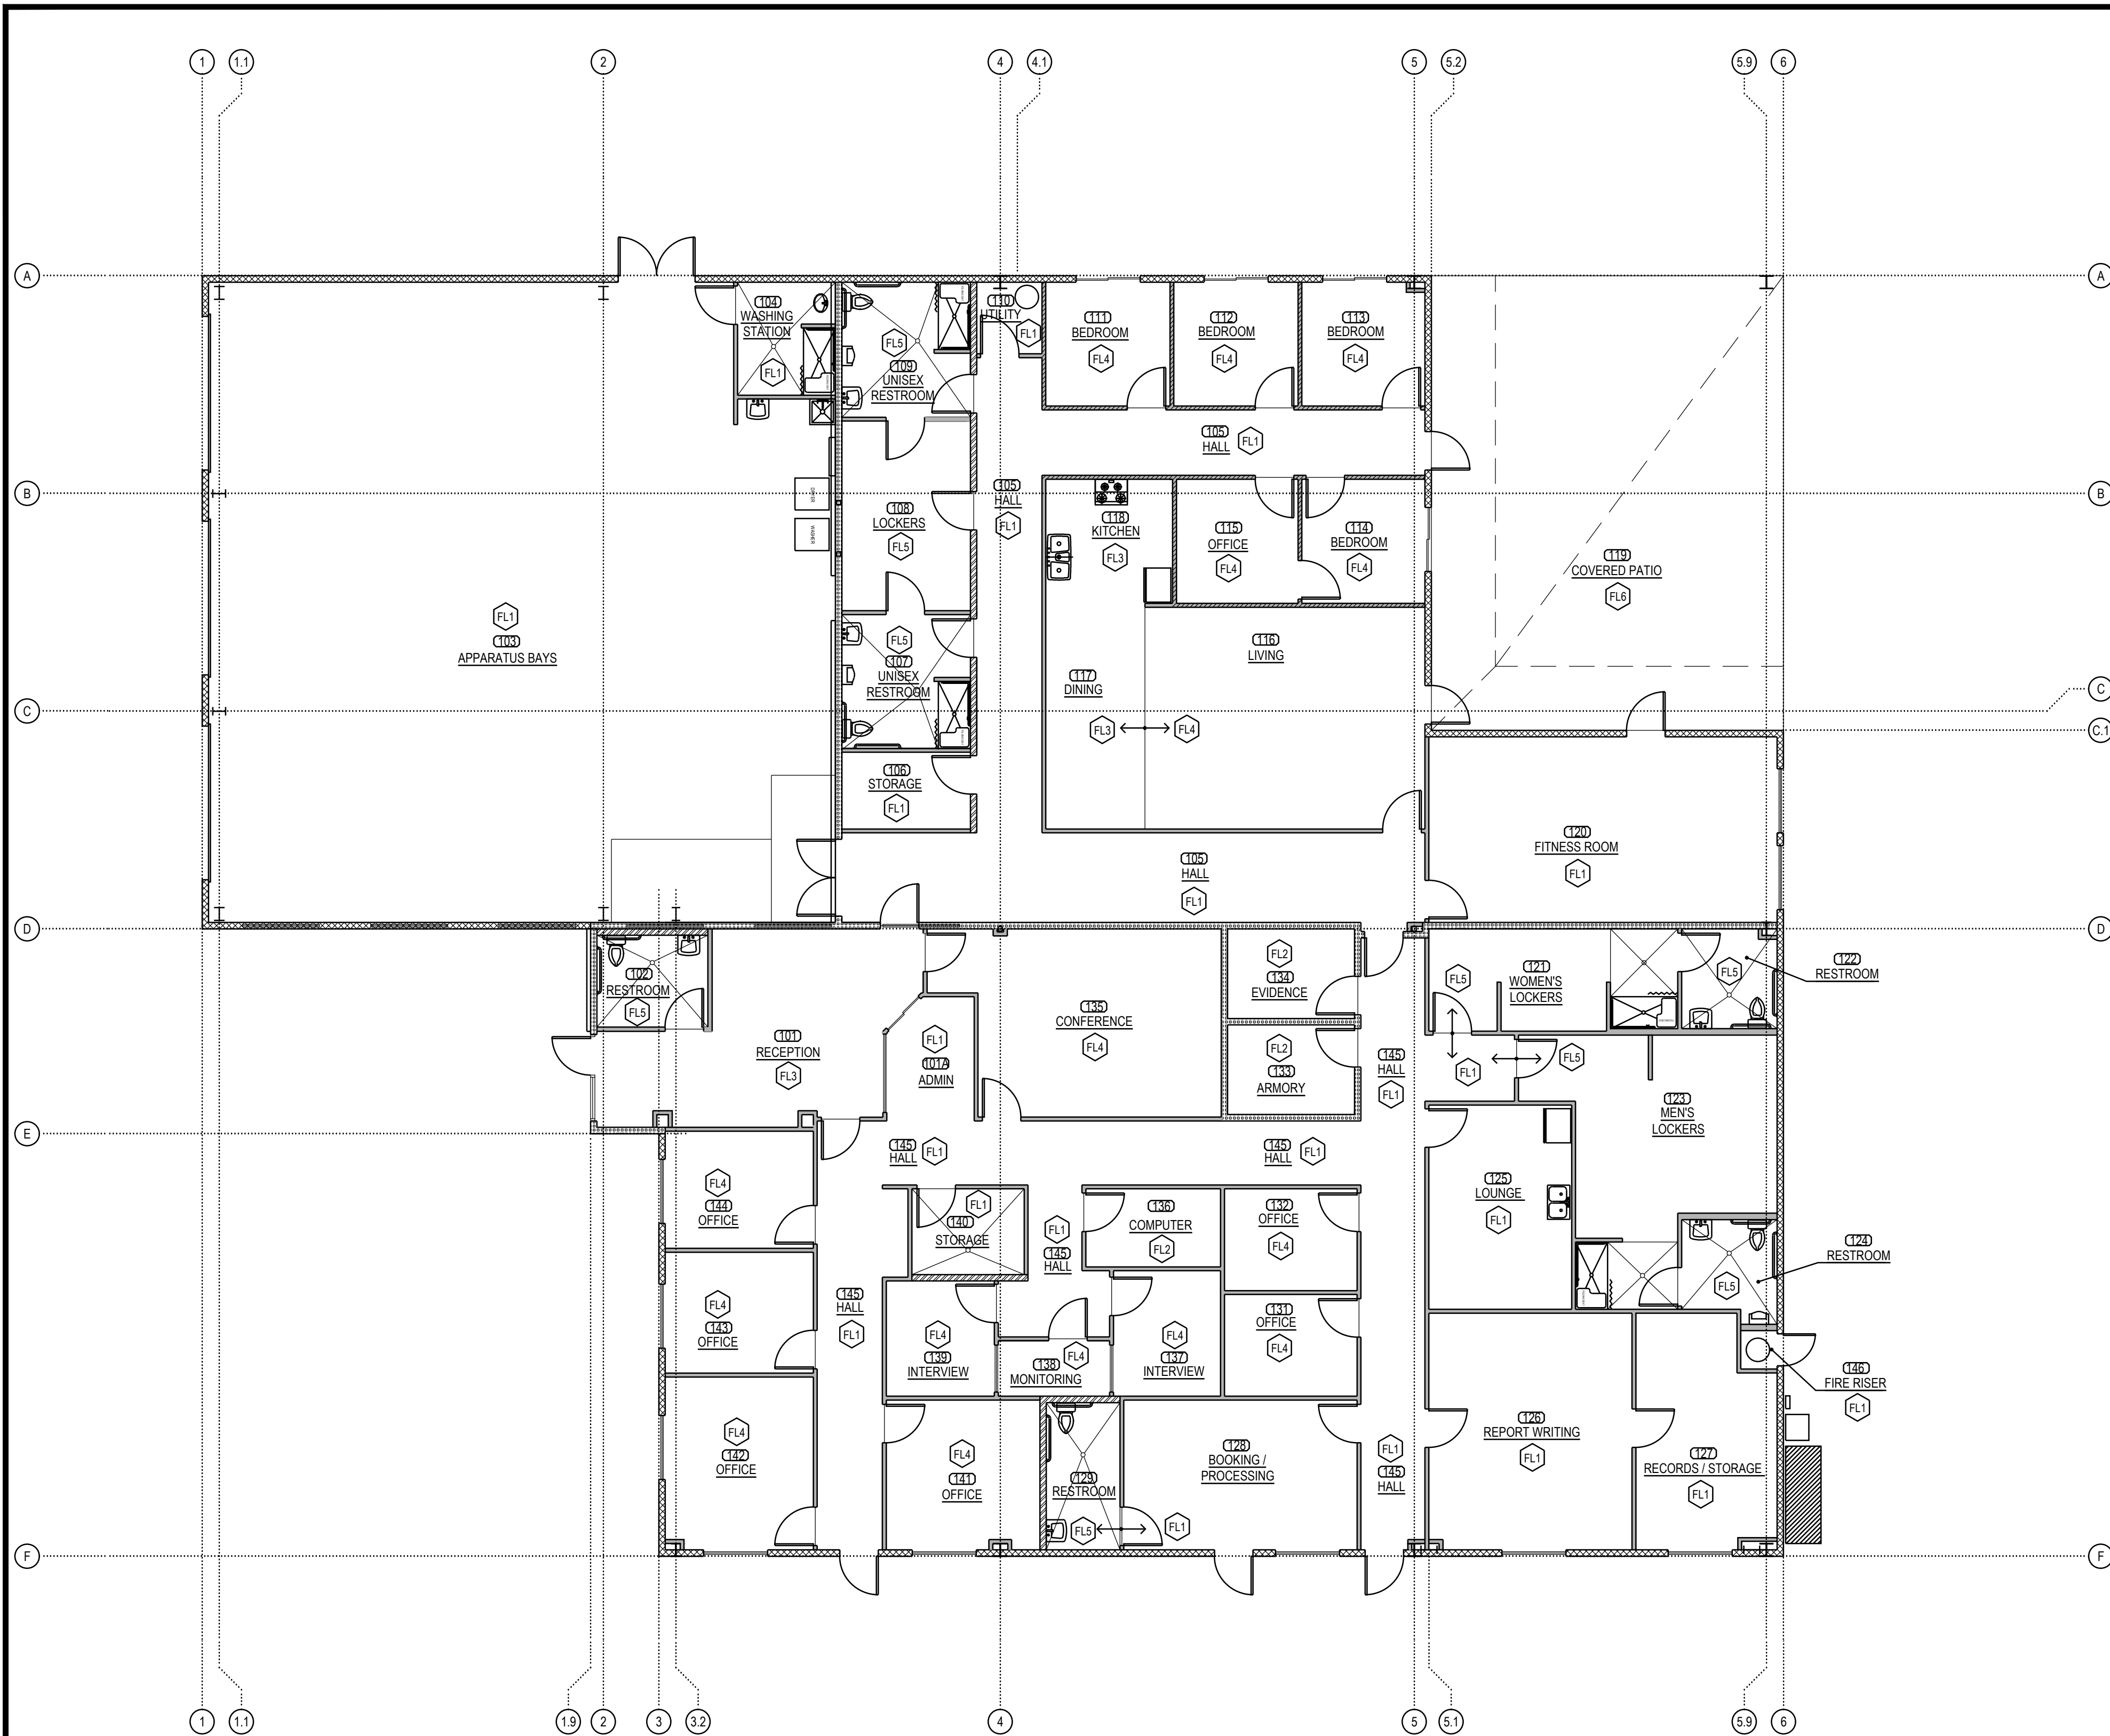 1
1.1
2
4
4.1
5
5.2
5.9
6
A
A
104
WASHING
STATION
FL1
FL5
109
UNISEX
RESTROOM
110
UTILITY
FL1
111
BEDROOM
FL4
112
BEDROOM
FL4
113
BEDROOM
FL4
105
HALL
FL1
B
B
DRYER
WASHER
108
LOCKERS
FL5
105
HALL
FL1
118
KITCHEN
FL3
115
OFFICE
FL4
114
BEDROOM
FL4
119
COVERED PATIO
FL6
FL1
103
APPARATUS BAYS
FL5
107
UNISEX
RESTROOM
117
DINING
116
LIVING
FL3
FL4
C
C
C.1
106
STORAGE
FL1
105
HALL
FL1
120
FITNESS ROOM
FL1
D
D
102
RESTROOM
FL5
101
RECEPTION
FL3
FL1
101A
ADMIN
135
CONFERENCE
FL4
FL2
134
EVIDENCE
FL2
133
ARMORY
145
HALL
FL1
FL5
121
WOMEN'S
LOCKERS
FL5
122
RESTROOM
FL1
FL5
123
MEN'S
LOCKERS
E
145
HALL
FL1
145
HALL
FL1
FL4
144
OFFICE
FL1
140
STORAGE
FL1
145
HALL
136
COMPUTER
FL2
132
OFFICE
FL4
125
LOUNGE
FL1
124
RESTROOM
FL5
FL4
143
OFFICE
145
HALL
FL1
FL4
139
INTERVIEW
FL4
138
MONITORING
FL4
137
INTERVIEW
131
OFFICE
FL4
146
FIRE RISER
FL1
FL4
142
OFFICE
FL4
141
OFFICE
129
RESTROOM
FL5
FL1
128
BOOKING /
PROCESSING
FL1
145
HALL
126
REPORT WRITING
FL1
127
RECORDS / STORAGE
FL1
F
F
1
1.1
1.9
2
3
3.2
4
5
5.1
5.9
6